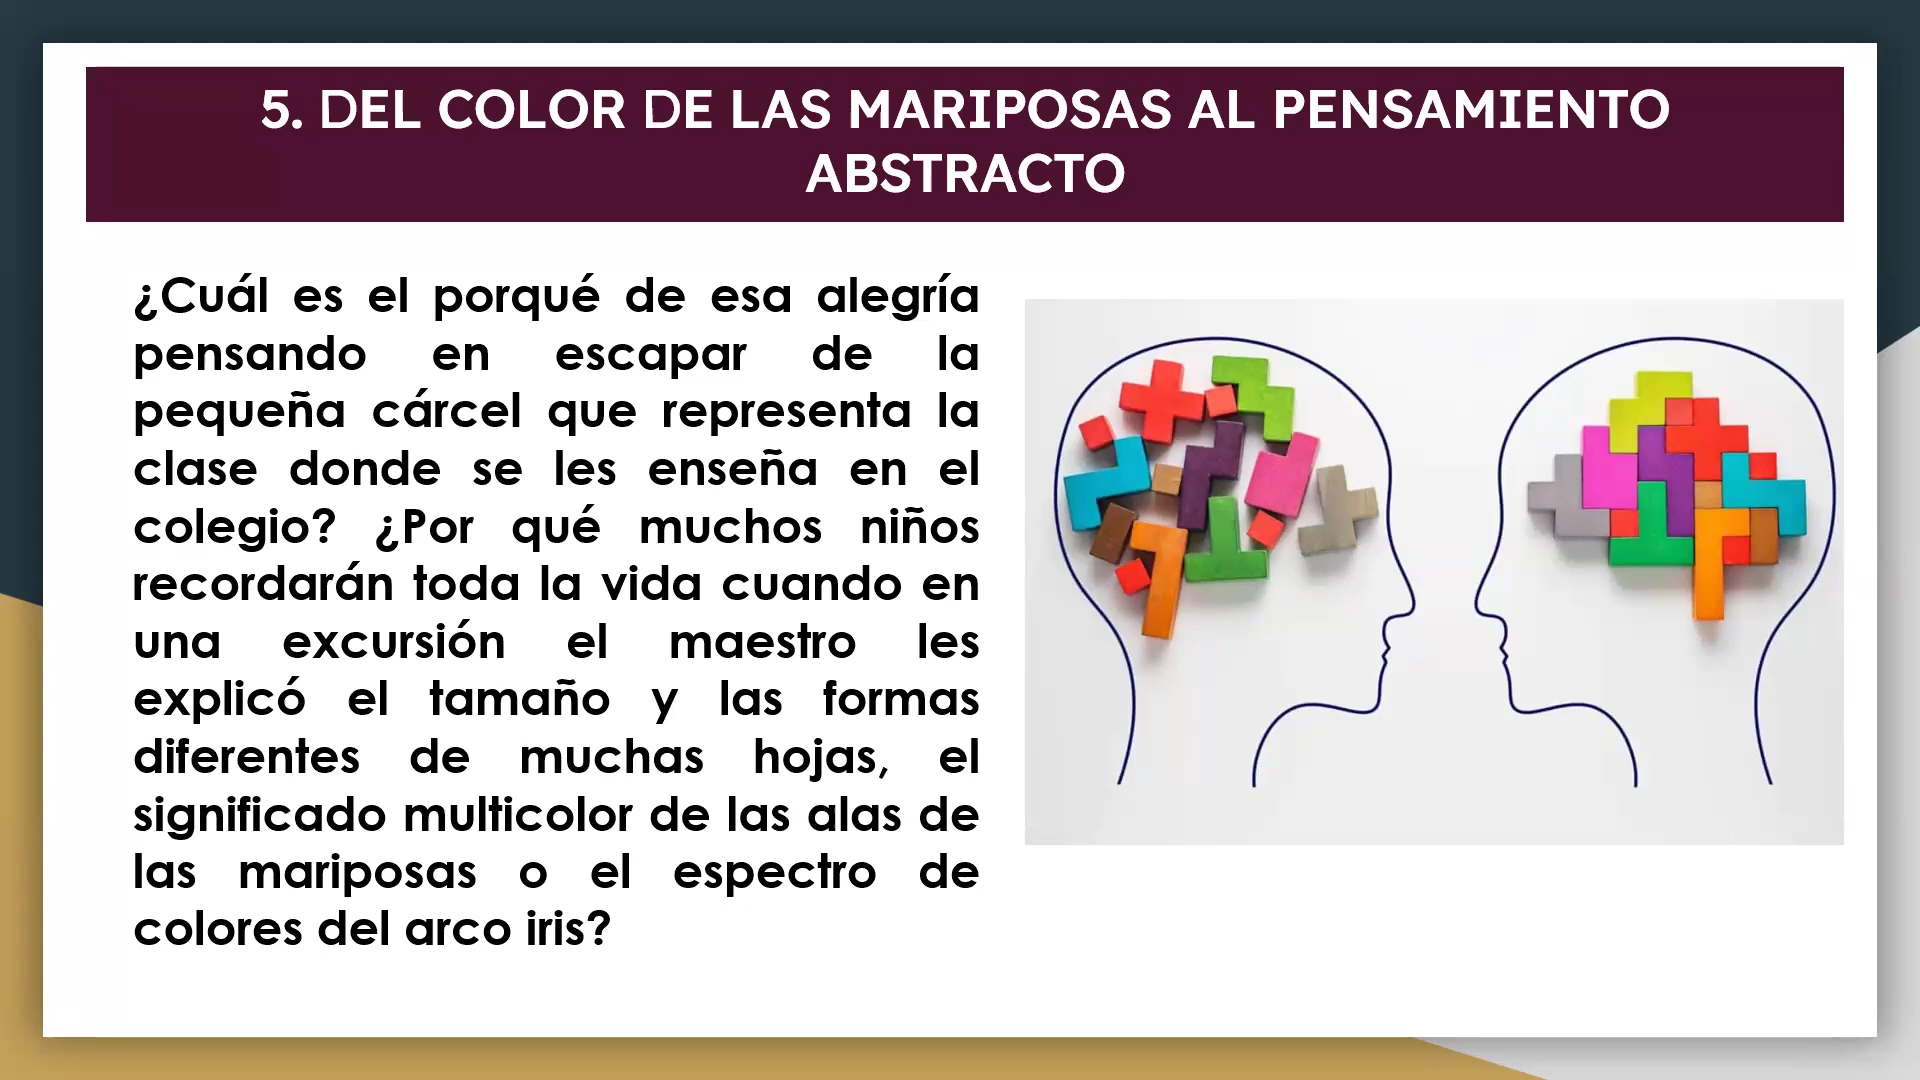 5. DEL COLOR DE LAS MARIPOSAS AL PENSAMIENTO
ABSTRACTO
¿Cuál es el porqué de esa alegría
pensando en escapar de la
pequeña cárcel que representa la
clase donde se les enseña en el
colegio? ¿Por qué muchos niños
recordarán toda la vida cuando en
una excursión el maestro les
explicó el tamaño y las formas
diferentes de muchas hojas, el
significado multicolor de las alas de
las mariposas o el espectro de
colores del arco iris?